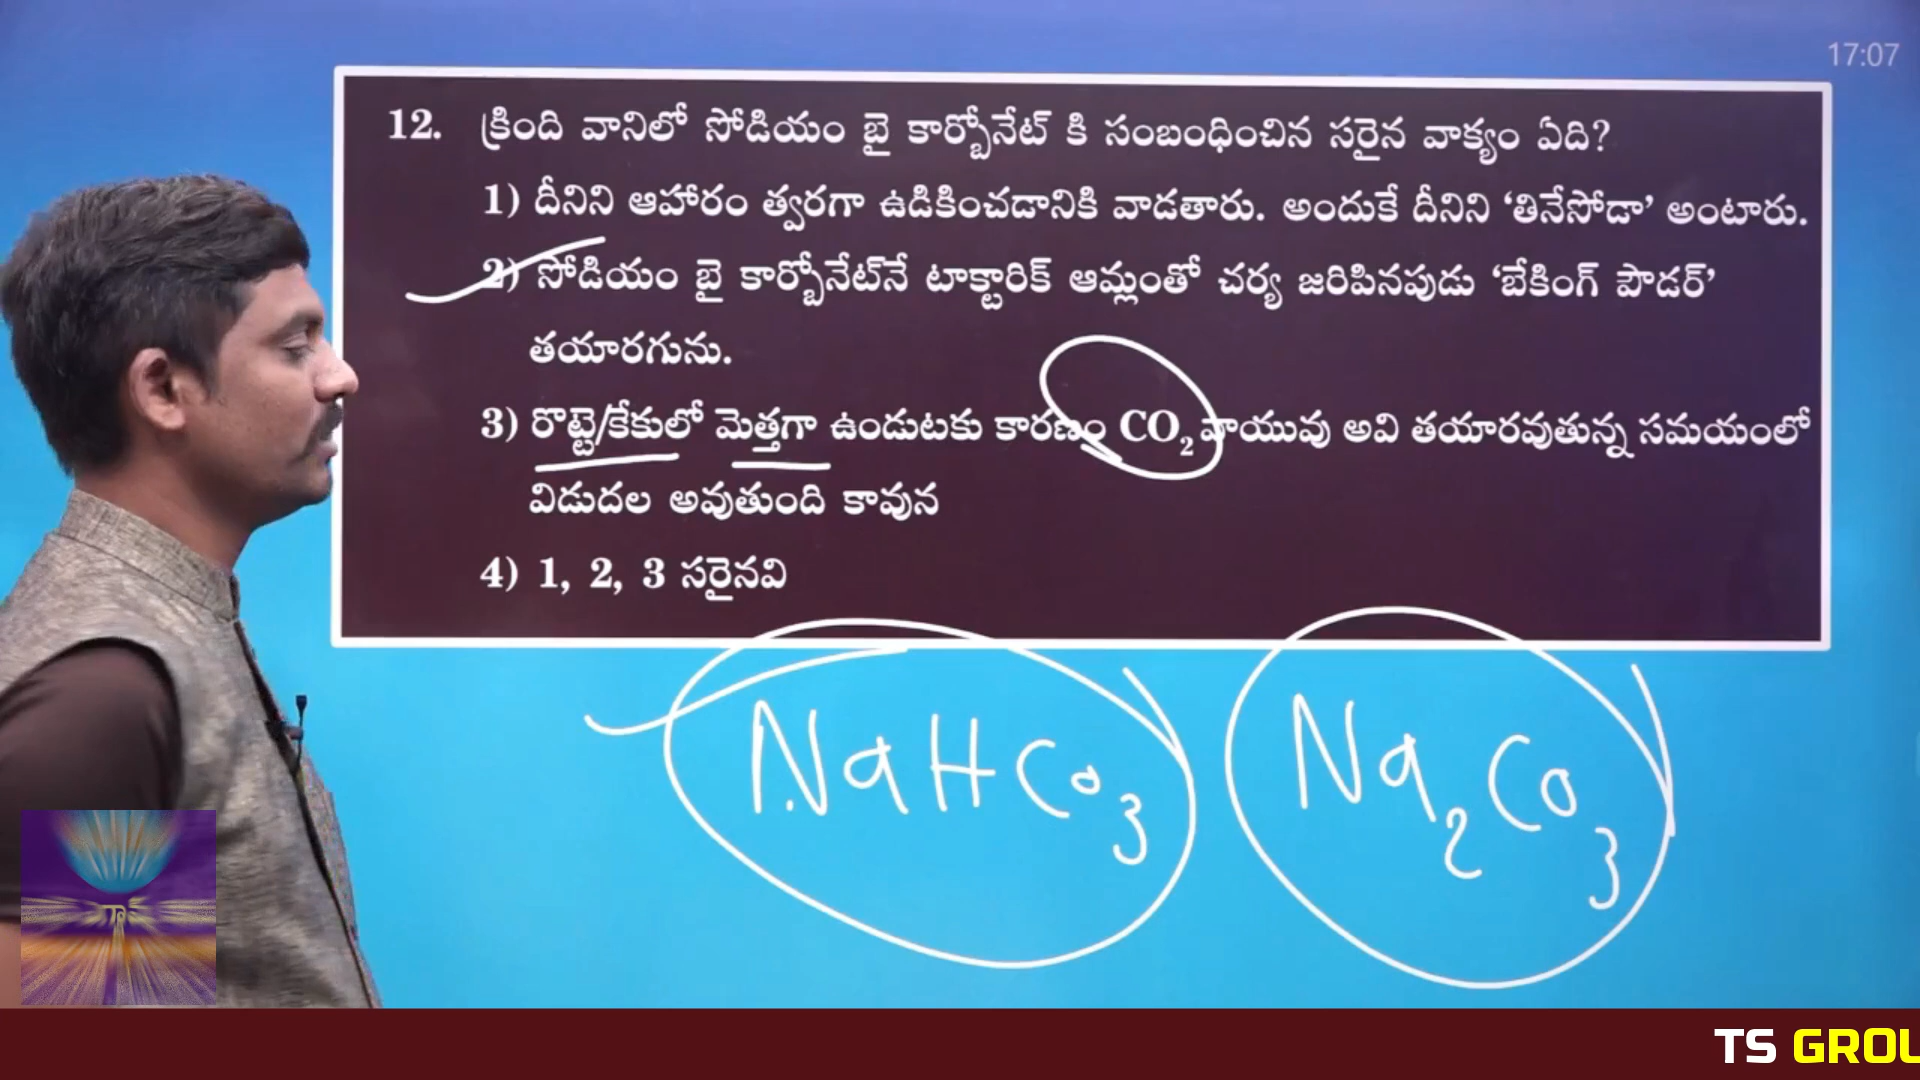 17:07
12. క్రింది వానిలో సోడియం బై కార్బోనేట్ కి సంబంధించిన సరైన వాక్యం ఏది?
1) దీనిని ఆహారం త్వరగా ఉడికించడానికి వాడతారు. అందుకే దీనిని ‘తినేసోడా’ అంటారు.
2) సోడియం బై కార్బోనేట్‌నే టాక్టారిక్ ఆమ్లంతో చర్య జరిపినపుడు ‘బేకింగ్ పౌడర్’
తయారగును.
3) రొట్టె/కేకులో మెత్తగా ఉండుటకు కారణం CO₂ వాయువు అవి తయారవుతున్న సమయంలో
విడుదల అవుతుంది కావున
4) 1, 2, 3 సరైనవి
NaHCo₃ Na₂Co₃
TS GROU